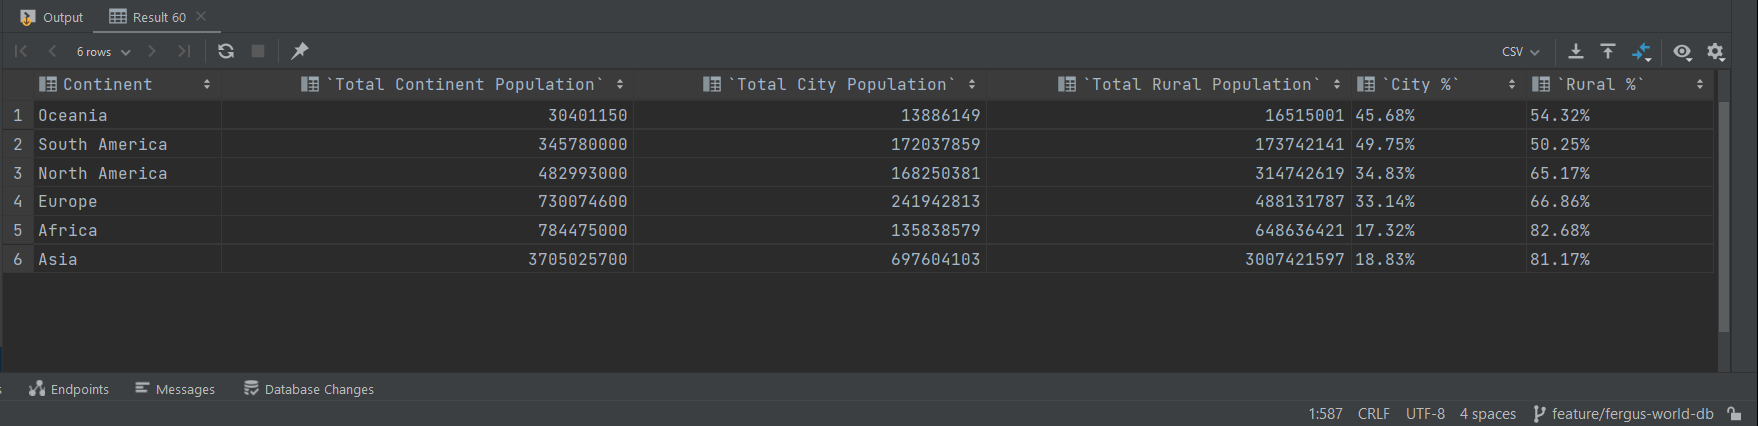 Output Result 60
6 rows CSV
Continent `Total Continent Population` `Total City Population` `Total Rural Population` `City %` `Rural %`
1 Oceania 30401150 13886149 16515001 45.68% 54.32%
2 South America 345780000 172037859 173742141 49.75% 50.25%
3 North America 482993000 168250381 314742619 34.83% 65.17%
4 Europe 730074600 241942813 488131787 33.14% 66.86%
5 Africa 784475000 135838579 648636421 17.32% 82.68%
6 Asia 3705025700 697604103 3007421597 18.83% 81.17%
s Endpoints Messages Database Changes
1:587 CRLF UTF-8 4 spaces feature/fergus-world-db